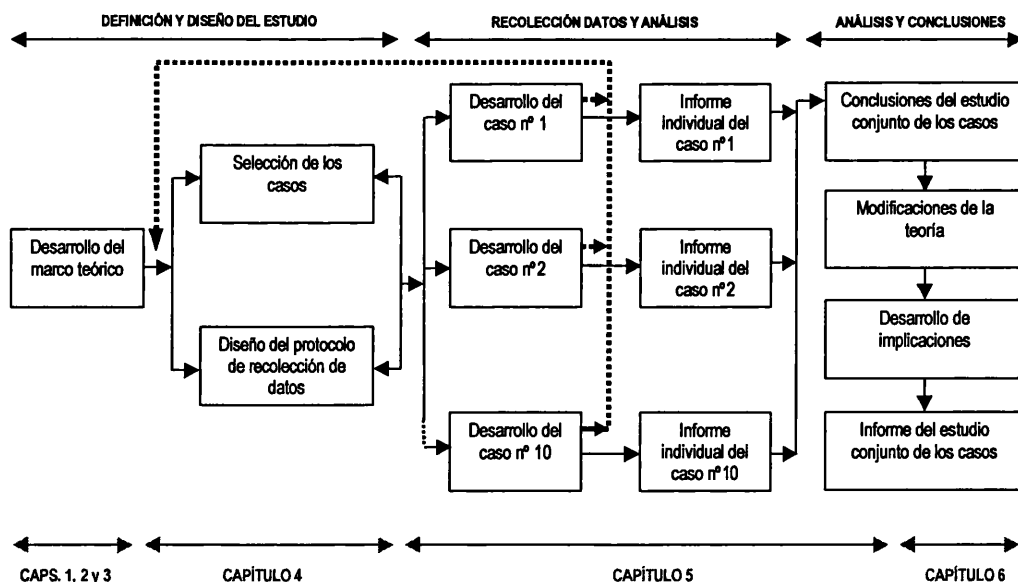 DEFINICIÓN Y DISEÑO DEL ESTUDIO
RECOLECCIÓN DATOS Y ANÁLISIS
ANÁLISIS Y CONCLUSIONES
Desarrollo del
marco teórico
Selección de los
casos
Diseño del protocolo
de recolección de
datos
Desarrollo del
caso nº 1
Informe
individual del
caso nº1
Desarrollo del
caso nº2
Informe
individual del
caso nº2
Desarrollo del
caso nº 10
Informe
individual del
caso nº10
Conclusiones del estudio
conjunto de los casos
Modificaciones de la
teoría
Desarrollo de
implicaciones
Informe del estudio
conjunto de los casos
CAPS. 1, 2 y 3
CAPÍTULO 4
CAPÍTULO 5
CAPÍTULO 6